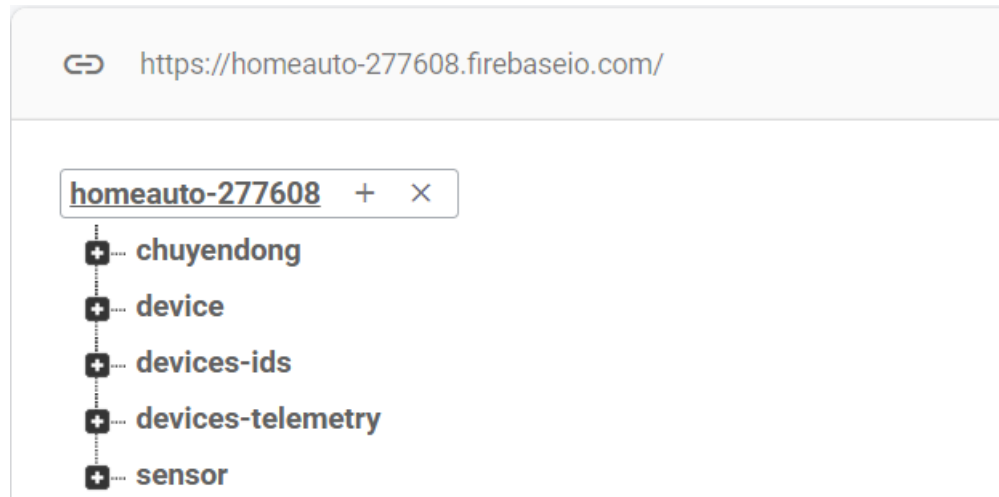 https://homeauto-277608.firebaseio.com/
homeauto-277608
chuyendong
device
devices-ids
devices-telemetry
sensor